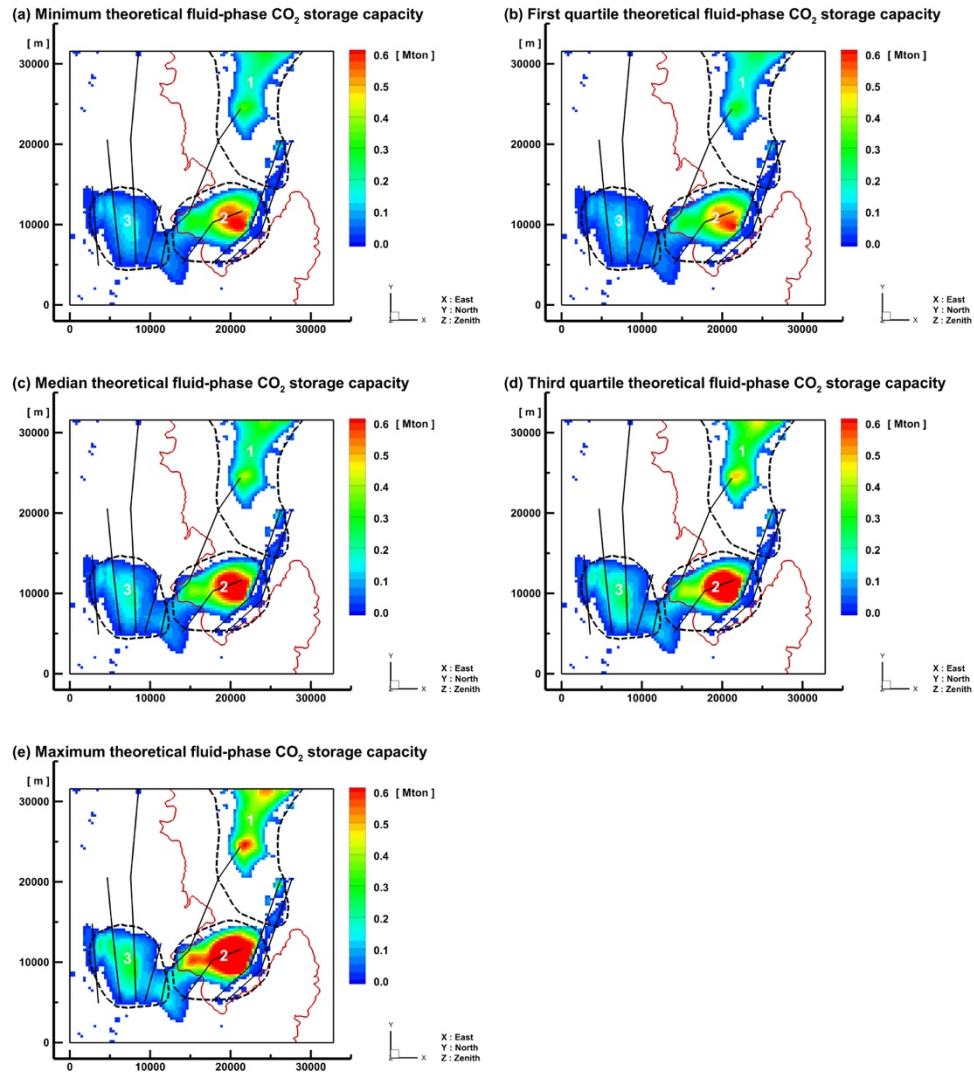 (a) Minimum theoretical fluid-phase CO₂ storage capacity
[ m ]
30000
20000
10000
0
0 10000 20000 30000
1
2
3
0.6 [ Mton ]
0.5
0.4
0.3
0.2
0.1
0.0
Y
Z X
X : East
Y : North
Z : Zenith
(b) First quartile theoretical fluid-phase CO₂ storage capacity
[ m ]
30000
20000
10000
0
0 10000 20000 30000
1
2
3
0.6 [ Mton ]
0.5
0.4
0.3
0.2
0.1
0.0
Y
Z X
X : East
Y : North
Z : Zenith
(c) Median theoretical fluid-phase CO₂ storage capacity
[ m ]
30000
20000
10000
0
0 10000 20000 30000
1
2
3
0.6 [ Mton ]
0.5
0.4
0.3
0.2
0.1
0.0
Y
Z X
X : East
Y : North
Z : Zenith
(d) Third quartile theoretical fluid-phase CO₂ storage capacity
[ m ]
30000
20000
10000
0
0 10000 20000 30000
1
2
3
0.6 [ Mton ]
0.5
0.4
0.3
0.2
0.1
0.0
Y
Z X
X : East
Y : North
Z : Zenith
(e) Maximum theoretical fluid-phase CO₂ storage capacity
[ m ]
30000
20000
10000
0
0 10000 20000 30000
1
2
3
0.6 [ Mton ]
0.5
0.4
0.3
0.2
0.1
0.0
Y
Z X
X : East
Y : North
Z : Zenith